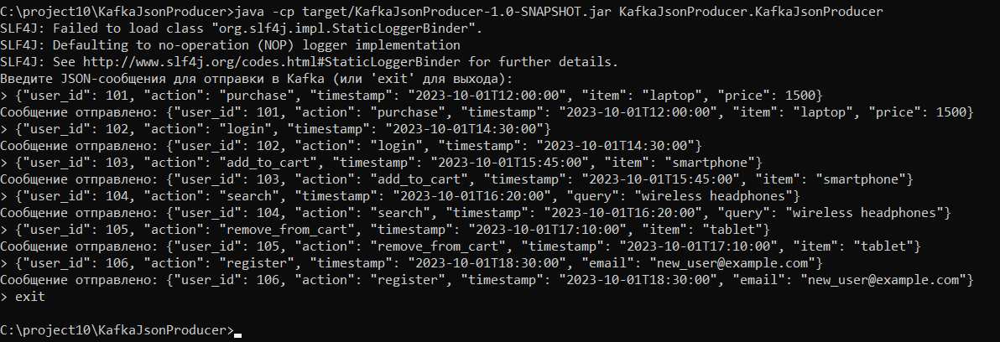 C:\project10\KafkaJsonProducer>java -cp target/KafkaJsonProducer-1.0-SNAPSHOT.jar KafkaJsonProducer.KafkaProducer
SLF4J: Failed to load class "org.slf4j.impl.StaticLoggerBinder".
SLF4J: Defaulting to no-operation (NOP) logger implementation
SLF4J: See http://www.slf4j.org/codes.html#StaticLoggerBinder for further details.
Введите JSON-сообщения для отправки в Kafka (или 'exit' для выхода):
> {"user_id": 101, "action": "purchase", "timestamp": "2023-10-01T12:00:00", "item": "laptop", "price": 1500}
Сообщение отправлено: {"user_id": 101, "action": "purchase", "timestamp": "2023-10-01T12:00:00", "item": "laptop", "price": 1500}
> {"user_id": 102, "action": "login", "timestamp": "2023-10-01T14:30:00"}
Сообщение отправлено: {"user_id": 102, "action": "login", "timestamp": "2023-10-01T14:30:00"}
> {"user_id": 103, "action": "add_to_cart", "timestamp": "2023-10-01T15:45:00", "item": "smartphone"}
Сообщение отправлено: {"user_id": 103, "action": "add_to_cart", "timestamp": "2023-10-01T15:45:00", "item": "smartphone"}
> {"user_id": 104, "action": "search", "timestamp": "2023-10-01T16:20:00", "query": "wireless headphones"}
Сообщение отправлено: {"user_id": 104, "action": "search", "timestamp": "2023-10-01T16:20:00", "query": "wireless headphones"}
> {"user_id": 105, "action": "remove_from_cart", "timestamp": "2023-10-01T17:10:00", "item": "tablet"}
Сообщение отправлено: {"user_id": 105, "action": "remove_from_cart", "timestamp": "2023-10-01T17:10:00", "item": "tablet"}
> {"user_id": 106, "action": "register", "timestamp": "2023-10-01T18:30:00", "email": "new_user@example.com"}
Сообщение отправлено: {"user_id": 106, "action": "register", "timestamp": "2023-10-01T18:30:00", "email": "new_user@example.com"}
> exit
C:\project10\KafkaJsonProducer>